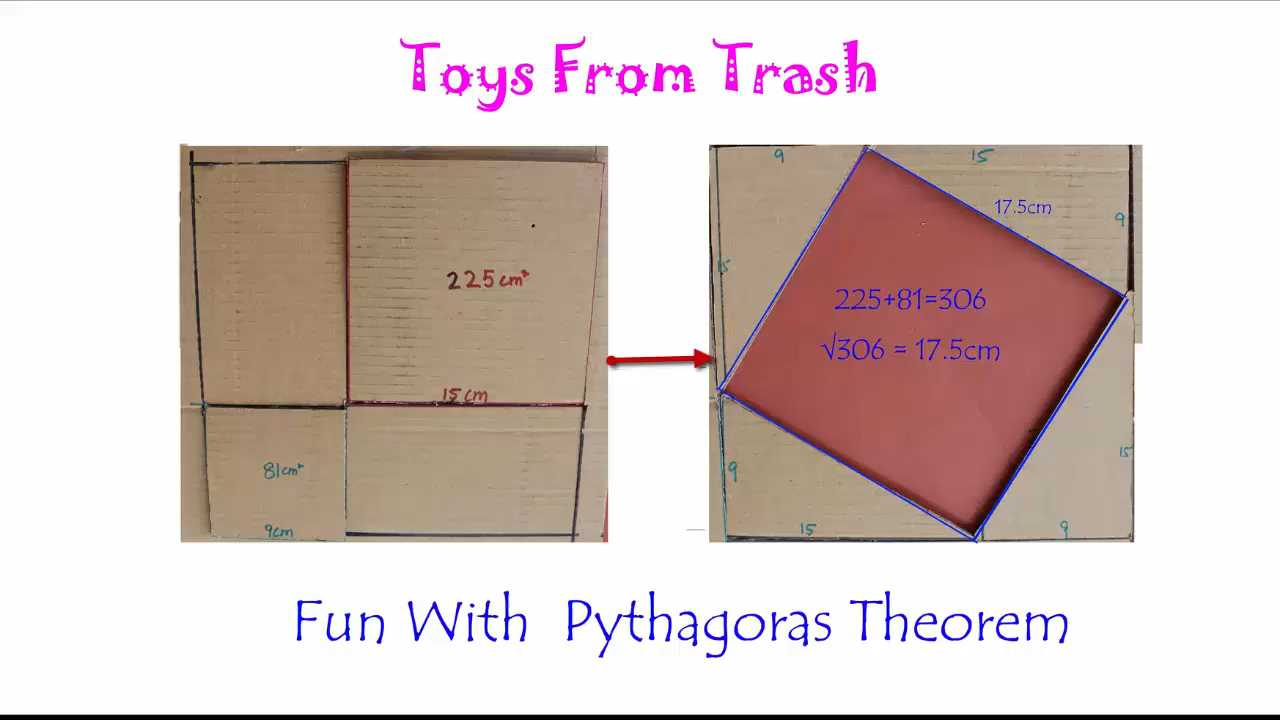 Toys From Trash
225cm²
15cm
81cm²
9cm
9
15
17.5cm
9
15
225+81=306
√306 = 17.5cm
15
9
15
9
Fun With Pythagoras Theorem